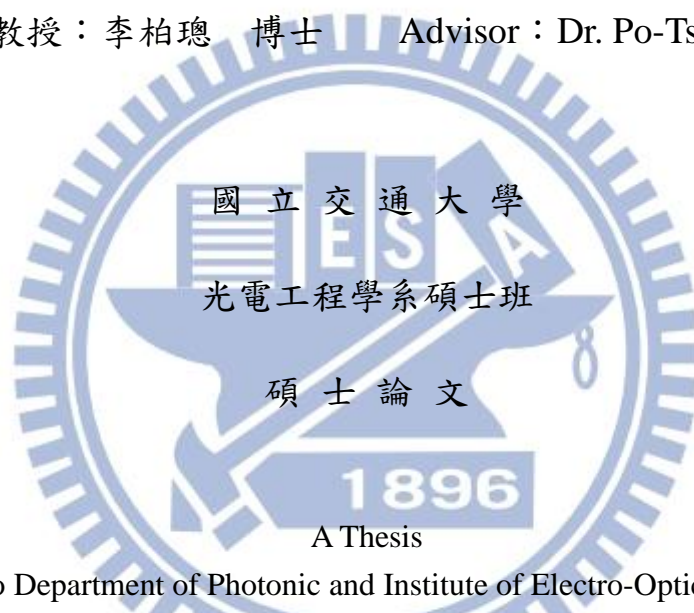 教授：李柏璁 博士 Advisor：Dr. Po-Ts
國 立 交 通 大 學
ESA
光電工程學系碩士班
碩 士 論 文
1896
A Thesis
o Department of Photonic and Institute of Electro-Optic